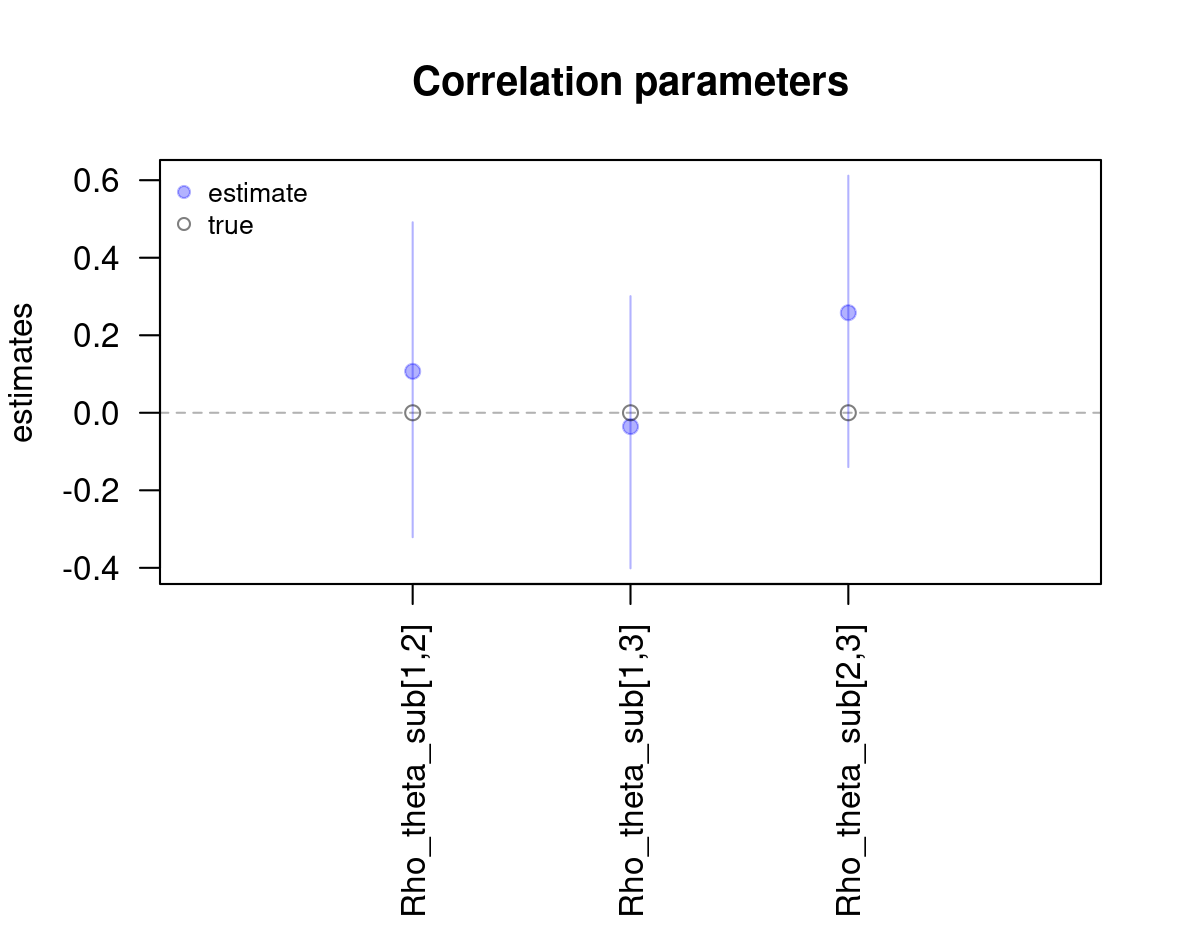 Correlation parameters
estimate
true
0.6
0.4
0.2
0.0
-0.2
-0.4
estimates
Rho_theta_sub[1,2]
Rho_theta_sub[1,3]
Rho_theta_sub[2,3]